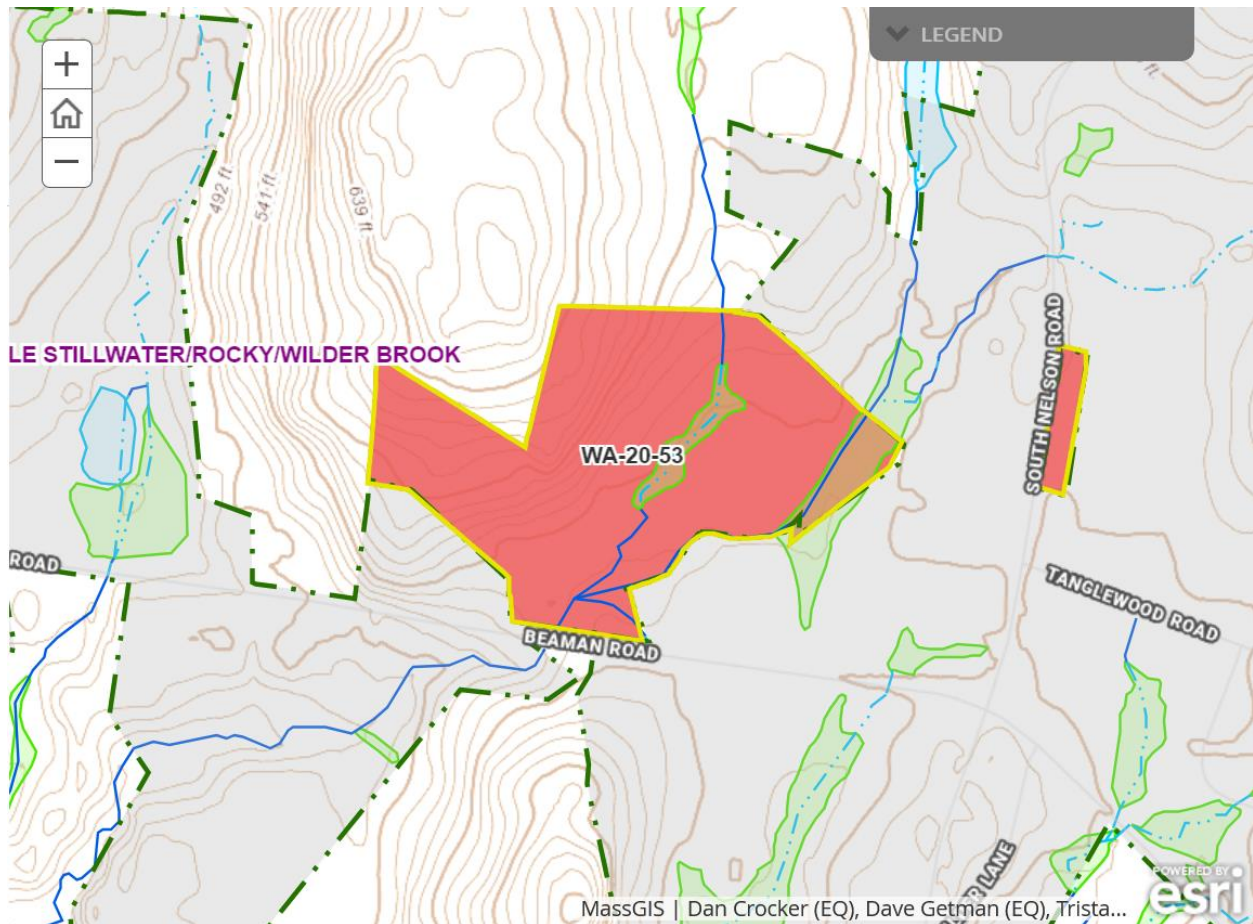 LEGEND
492 ft.
541 ft.
639 ft.
LE STILLWATER/ROCKY/WILDER BROOK
SOUTH NELSON ROAD
WA-20-53
ROAD
TANGLEWOOD ROAD
BEAMAN ROAD
LANE
POWERED BY
esri
MassGIS | Dan Crocker (EQ), Dave Getman (EQ), Trista...